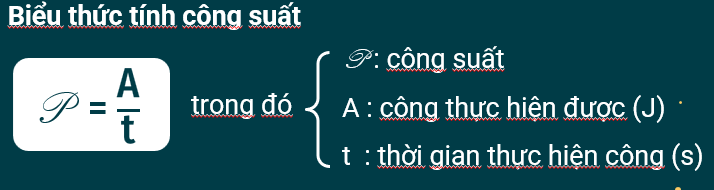 Biểu thức tính công suất
𝒫 = A/t trong đó
𝒫: công suất
A : công thực hiện được (J)
t : thời gian thực hiện công (s)